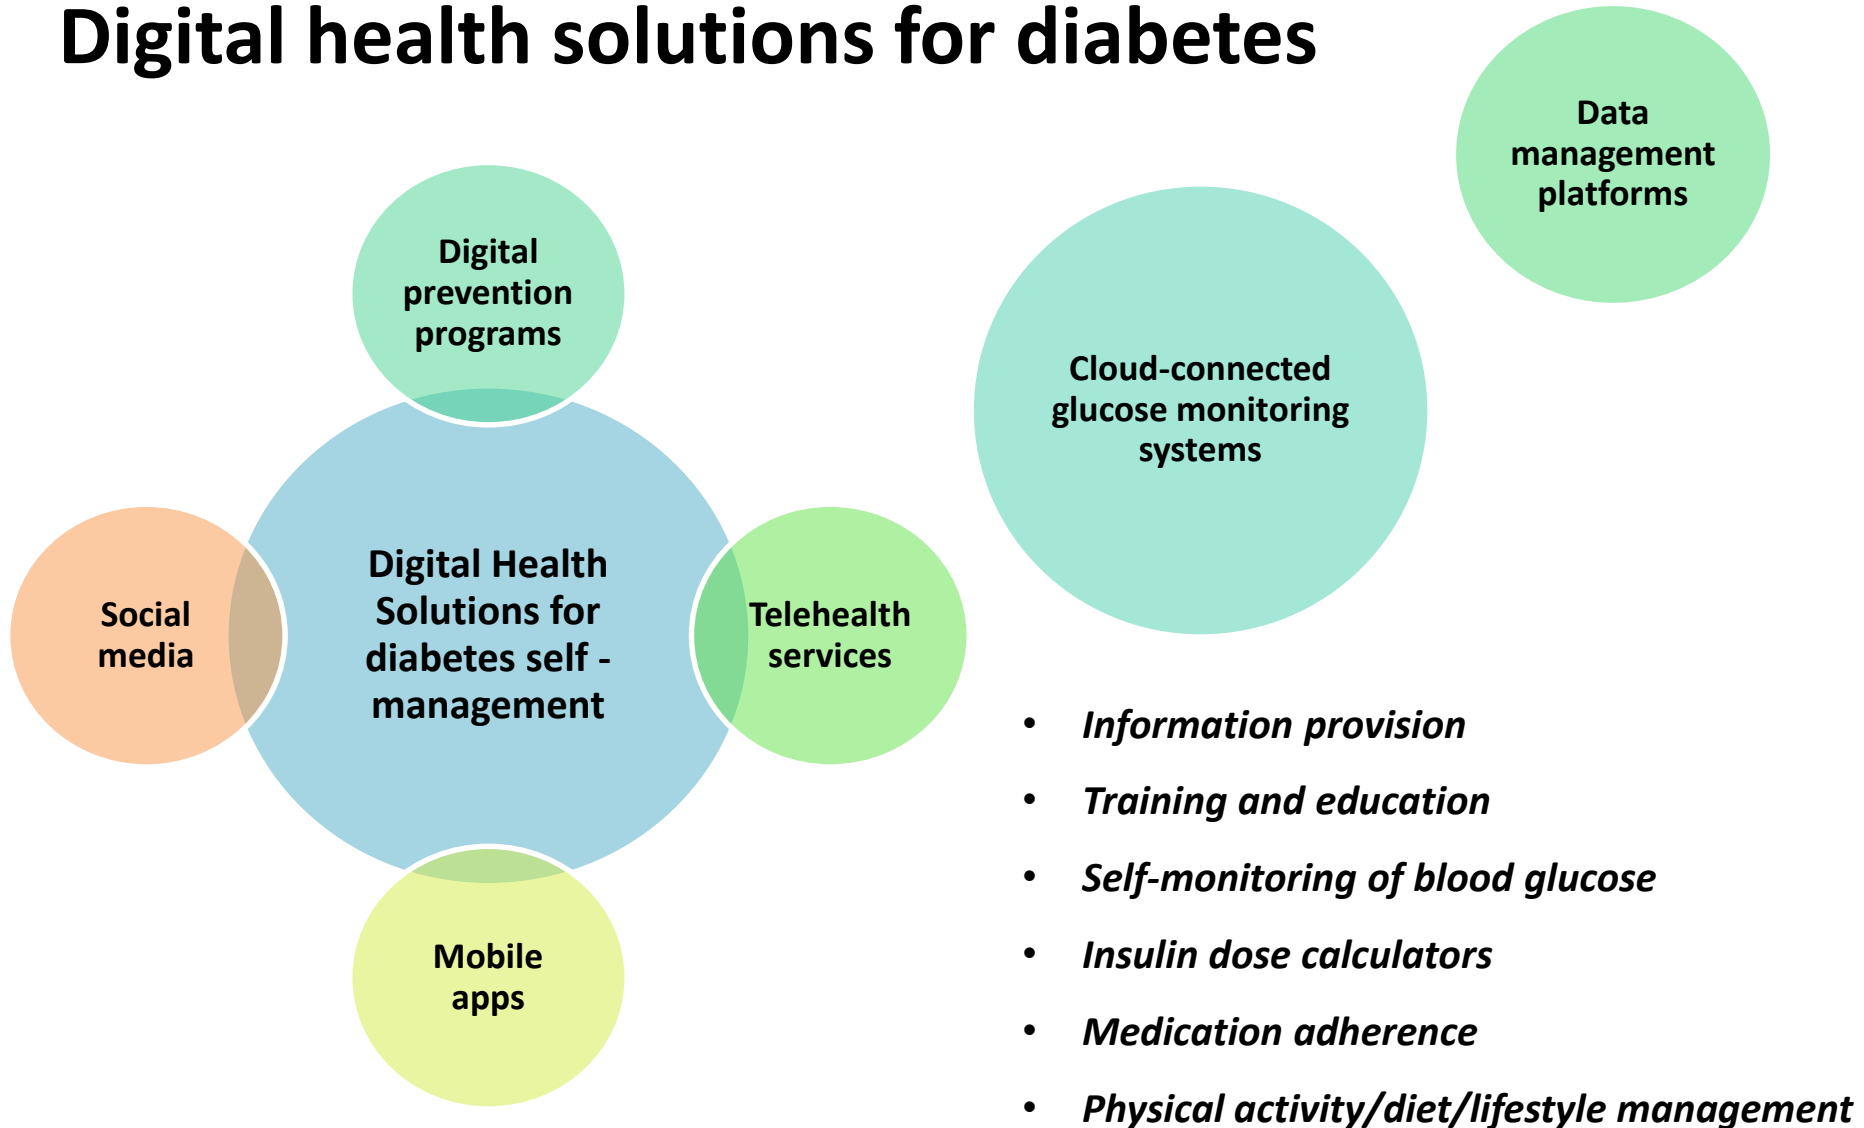 Digital health solutions for diabetes
Data
management
platforms
Digital
prevention
programs
Cloud-connected
glucose monitoring
systems
Social
media
Digital Health
Solutions for
diabetes self -
management
Telehealth
services
Mobile
apps
• Information provision
• Training and education
• Self-monitoring of blood glucose
• Insulin dose calculators
• Medication adherence
• Physical activity/diet/lifestyle management